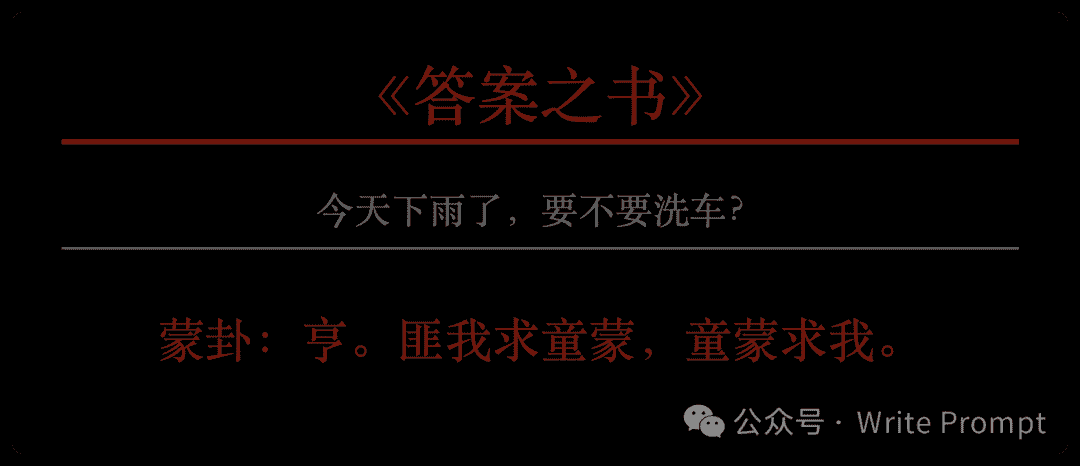 《答案之书》
今天下雨了，要不要洗车？
蒙卦：亨。匪我求童蒙，童蒙求我。
公众号 · Write Prompt